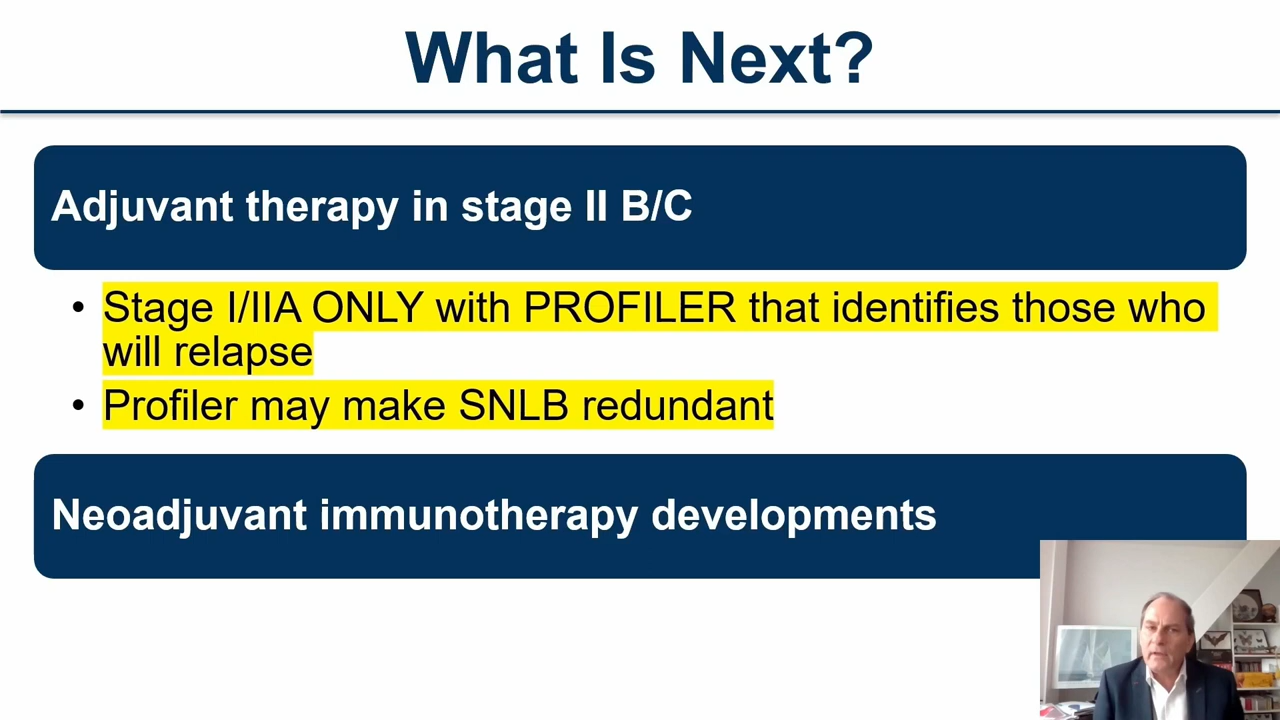 What Is Next?
Adjuvant therapy in stage II B/C
• Stage I/IIA ONLY with PROFILER that identifies those who
will relapse
• Profiler may make SNLB redundant
Neoadjuvant immunotherapy developments